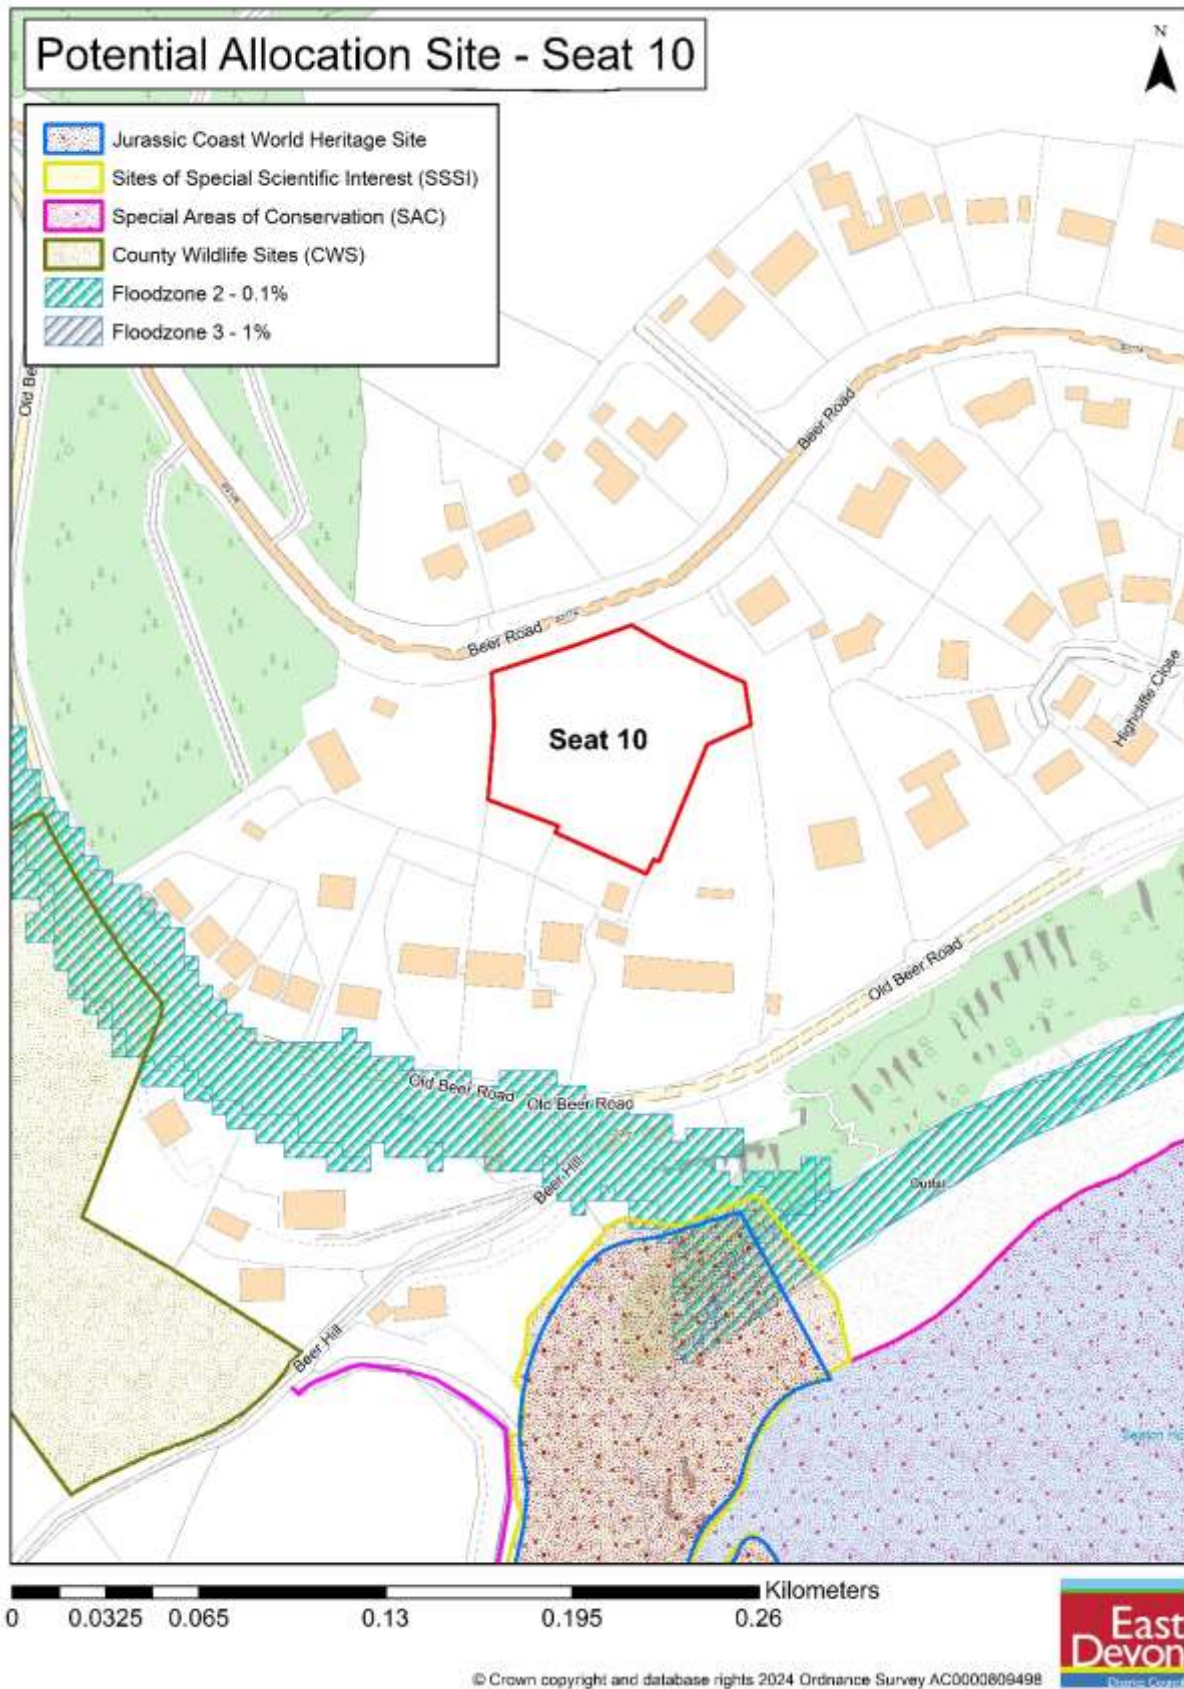 Potential Allocation Site - Seat 10
N
Jurassic Coast World Heritage Site
Sites of Special Scientific Interest (SSSI)
Special Areas of Conservation (SAC)
County Wildlife Sites (CWS)
Floodzone 2 - 0.1%
Floodzone 3 - 1%
Old Be
Beer Road
Beer Road
Seat 10
Highcliffe Close
Old Beer Road
Old Beer Road
Old Beer Road
Beer Hill
Outfall
Beer Hill
Kilometers
0 0.0325 0.065 0.13 0.195 0.26
East
Devon
District Council
© Crown copyright and database rights 2024 Ordnance Survey AC0000809498